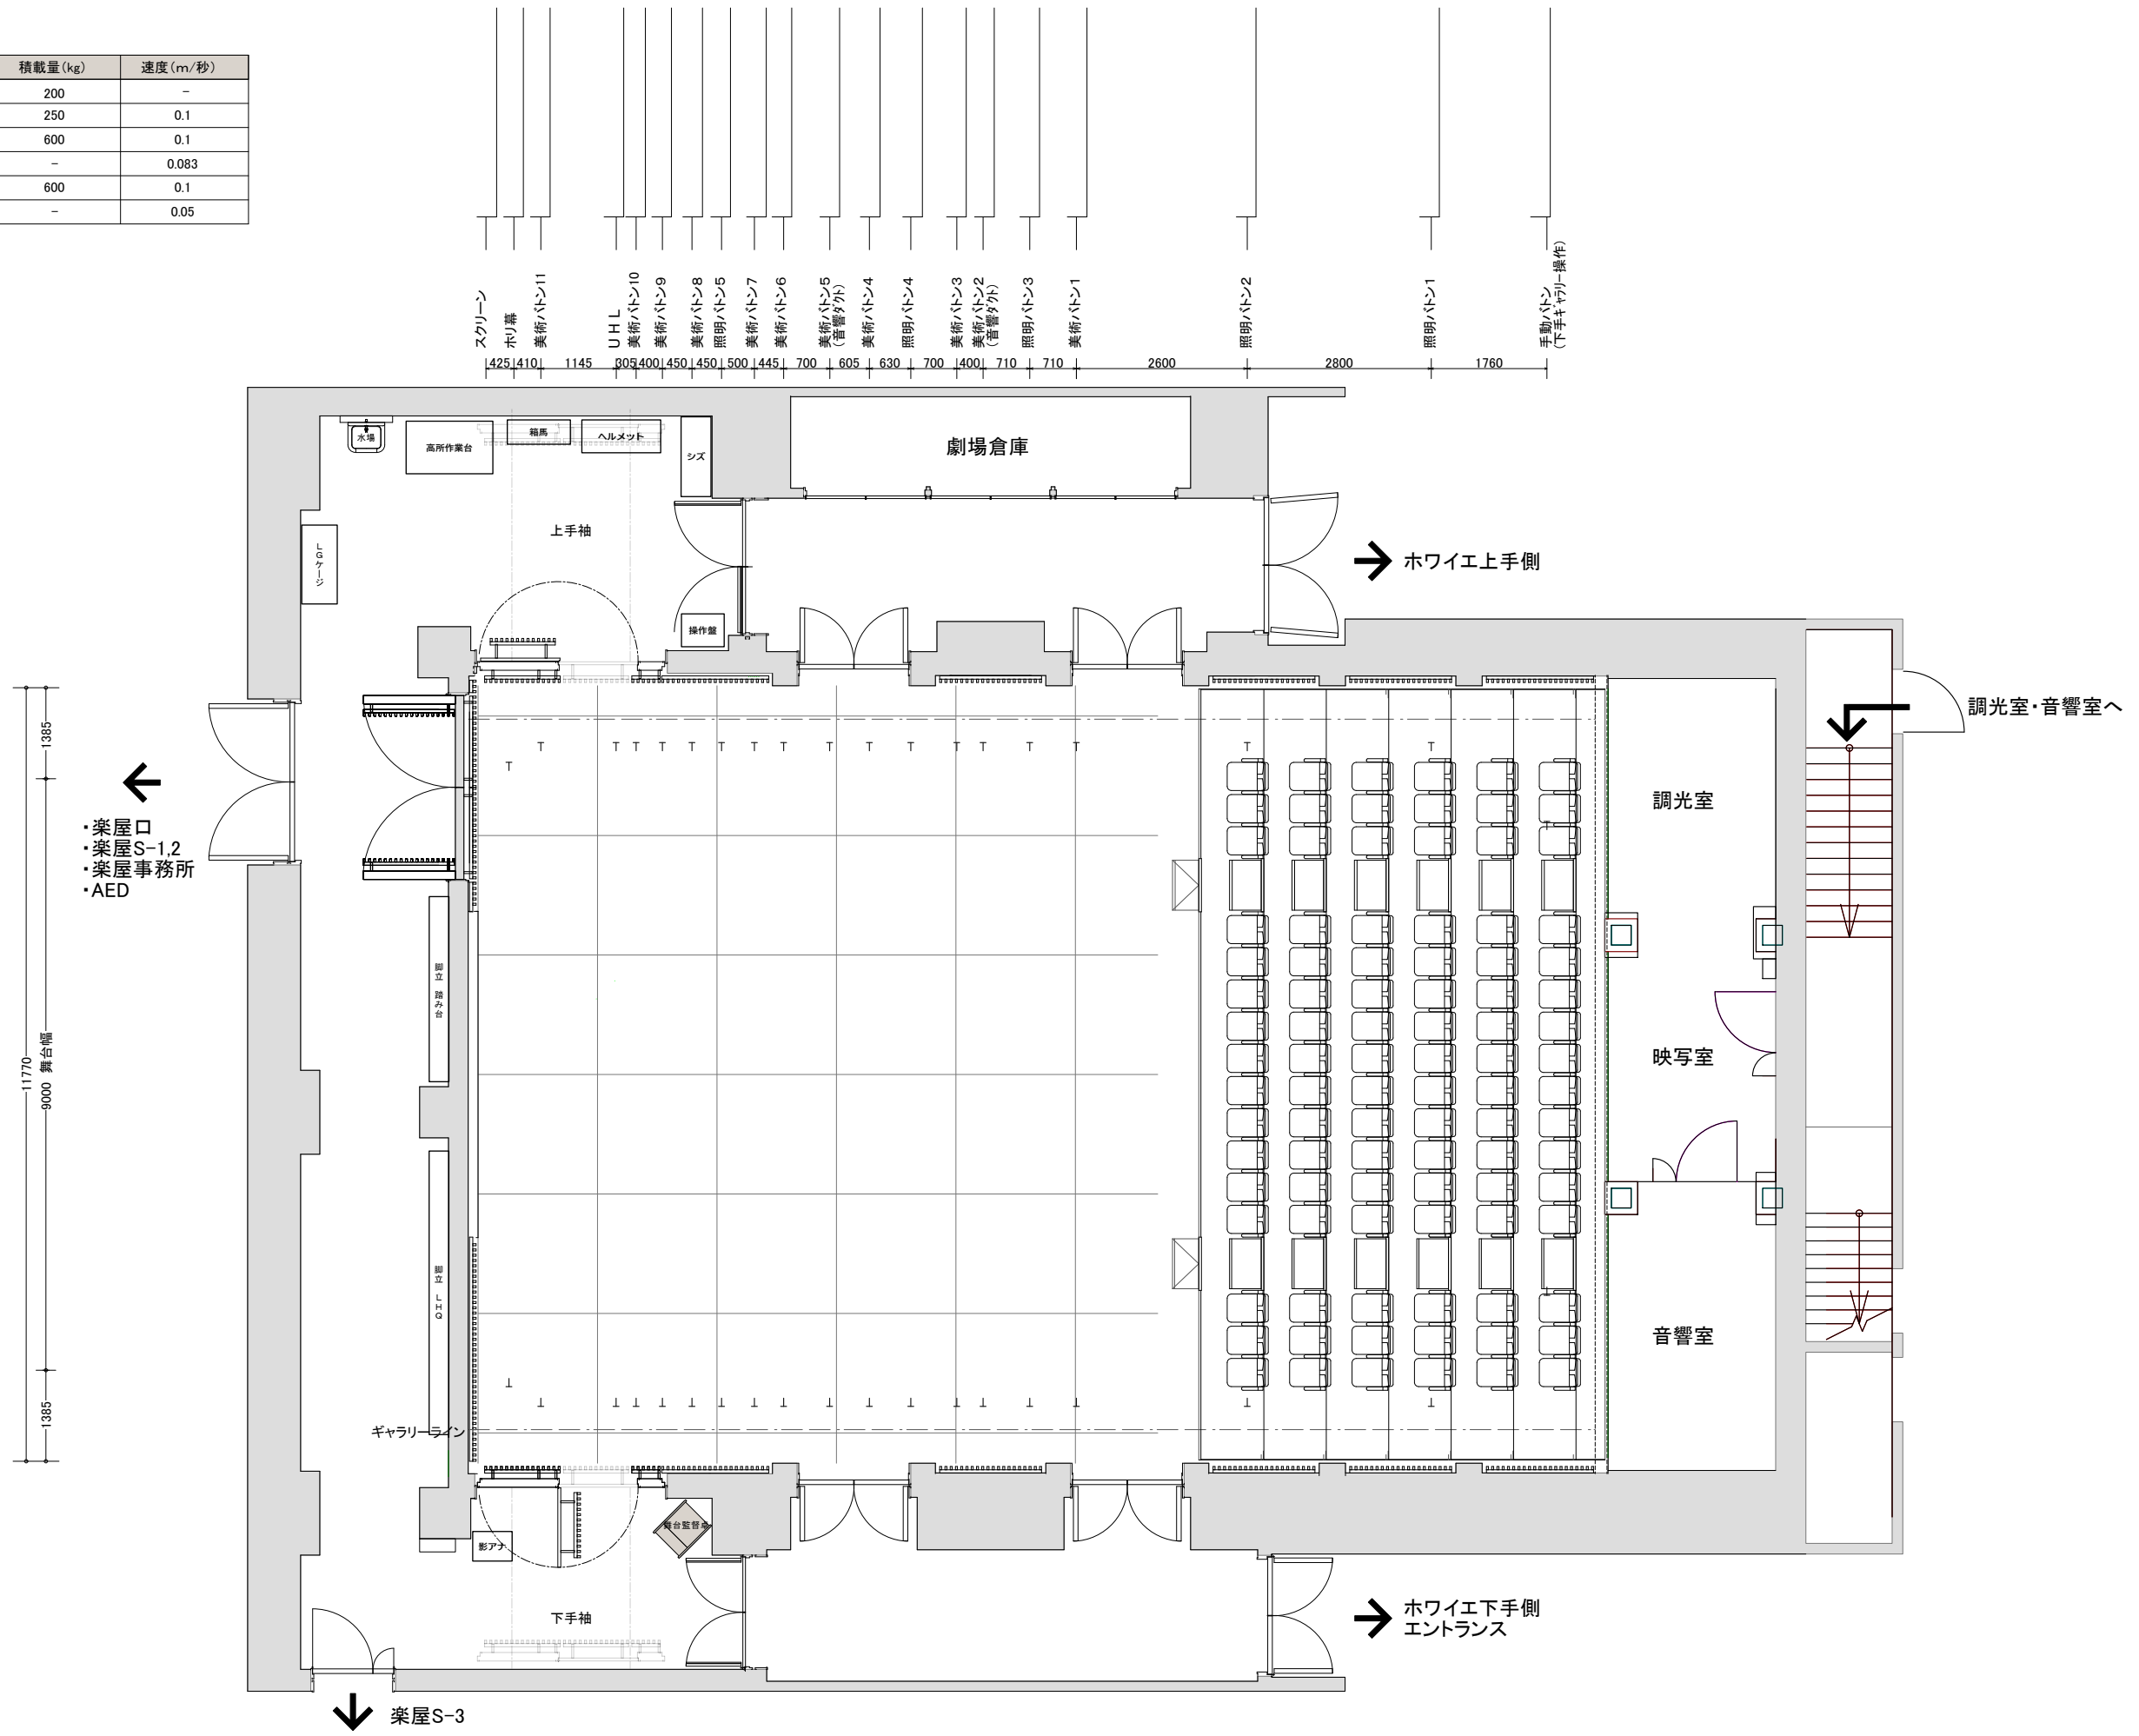 積載量(kg) 速度(m/秒)
200 -
250 0.1
600 0.1
- 0.083
600 0.1
- 0.05
スクリーン
ホリ幕
美術バトン11
UHL
美術バトン10
美術バトン9
美術バトン8
照明バトン5
美術バトン7
美術バトン6
美術バトン5
(音響ダクト)
美術バトン4
照明バトン4
美術バトン3
美術バトン2
(音響ダクト)
照明バトン3
美術バトン1
照明バトン2
照明バトン1
手動バトン
(下手ギャラリー操作)
425 410 1145 305 400 450 450 500 445 700 605 630 700 400 710 710 2600 2800 1760
水場
高所作業台
箱馬
ヘルメット
シズ
劇場倉庫
上手袖
LGケージ
操作盤
ホワイエ上手側
調光室・音響室へ
1385
11770
9000 舞台幅
1385
・楽屋口
・楽屋S-1,2
・楽屋事務所
・AED
調光室
映写室
音響室
脚立 踏み台
脚立 LHQ
ギャラリーライン
影アナ
舞台監督卓
下手袖
ホワイエ下手側
エントランス
楽屋S-3